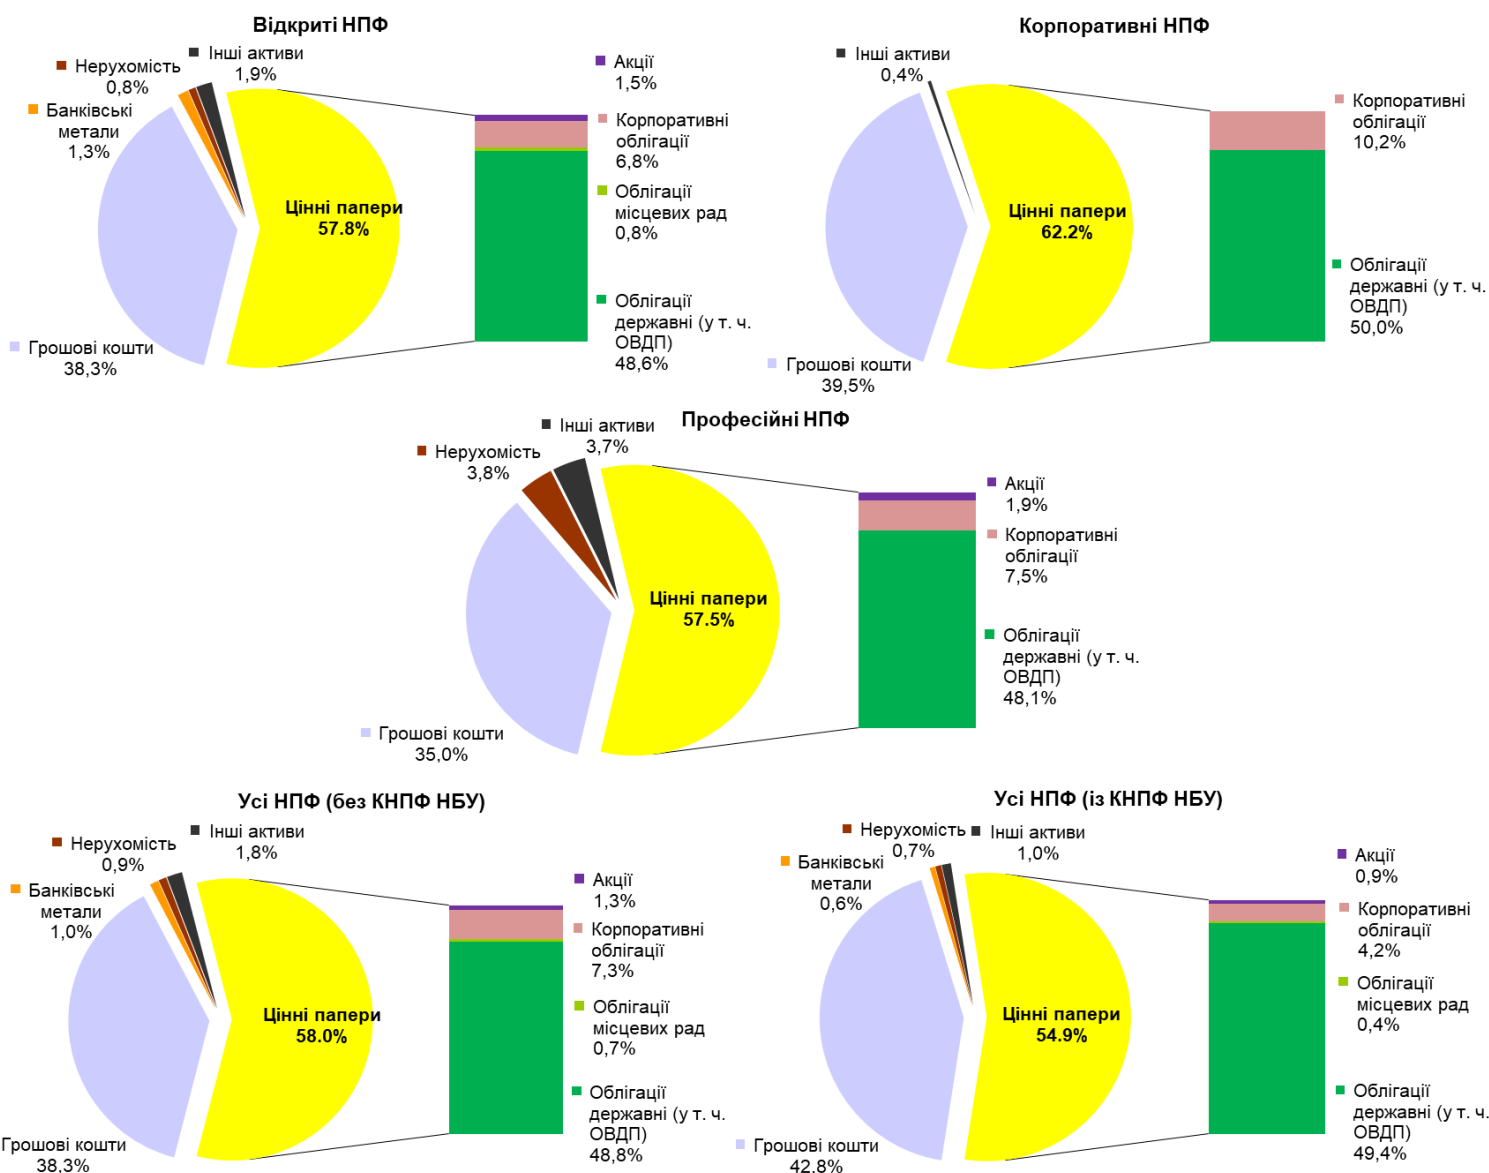 Відкриті НПФ
Інші активи
1,9%
Нерухомість
0,8%
Банківські
метали
1,3%
Грошові кошти
38,3%
Цінні папери
57.8%
Акції
1,5%
Корпоративні
облігації
6,8%
Облігації
місцевих рад
0,8%
Облігації
державні (у т. ч.
ОВДП)
48,6%
Корпоративні НПФ
Інші активи
0,4%
Грошові кошти
39,5%
Цінні папери
62.2%
Корпоративні
облігації
10,2%
Облігації
державні (у т. ч.
ОВДП)
50,0%
Професійні НПФ
Інші активи
3,7%
Нерухомість
3,8%
Грошові кошти
35,0%
Цінні папери
57.5%
Акції
1,9%
Корпоративні
облігації
7,5%
Облігації
державні (у т. ч.
ОВДП)
48,1%
Усі НПФ (без КНПФ НБУ)
Інші активи
1,8%
Нерухомість
0,9%
Банківські
метали
1,0%
Грошові кошти
38,3%
Цінні папери
58.0%
Акції
1,3%
Корпоративні
облігації
7,3%
Облігації
місцевих рад
0,7%
Облігації
державні (у т. ч.
ОВДП)
48,8%
Усі НПФ (із КНПФ НБУ)
Нерухомість
0,7%
Інші активи
1,0%
Банківські
метали
0,6%
Грошові кошти
42,8%
Цінні папери
54.9%
Акції
0,9%
Корпоративні
облігації
4,2%
Облігації
місцевих рад
0,4%
Облігації
державні (у т. ч.
ОВДП)
49,4%